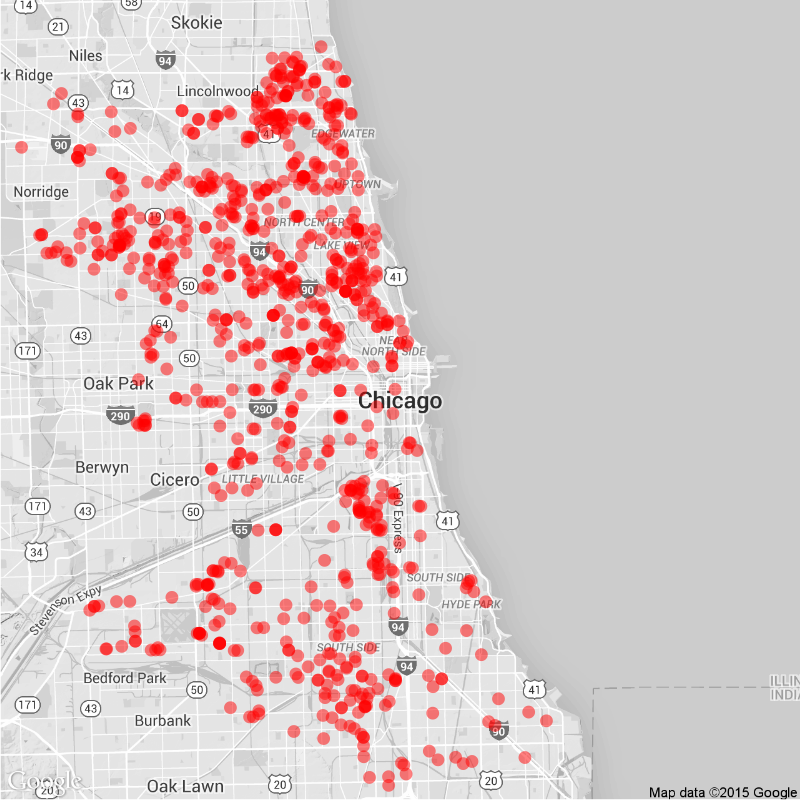 14
58
21
Skokie
94
Niles
rk Ridge
14
Lincolnwood
43
41
EDGEWATER
90
Norridge
UPTOWN
19
NORTH CENTER
LAKE VIEW
94
50
90
41
64
43
NEAR
NORTH SIDE
171
50
Oak Park
290
290
Chicago
Berwyn
Cicero
LITTLE VILLAGE
171
43
50
I-90 Express
41
55
34
SOUTH SIDE
HYDE PARK
Stevenson Expy
94
SOUTH SIDE
94
Bedford Park
50
41
ILLIN
INDIA
171
43
Burbank
90
Google
20
Oak Lawn
20
20
Map data ©2015 Google